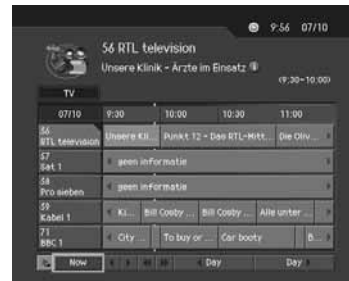 9:56 07/10
56 RTL television
Unsere Klinik - Ärzte im Einsatz
(9:30-10:00)
TV
07/10 9:30 10:00 10:30 11:00
56 RTL television Unsere Kli... Punkt 12 - Das RTL-Mitt... Die Oliv...
57 Sat 1 geen informatie
58 Pro sieben geen informatie
59 Kabel 1 Ki... Bill Cosby ... Bill Cosby ... Alle unter ...
71 BBC 1 City ... To buy or ... Car booty B...
Now Day Day